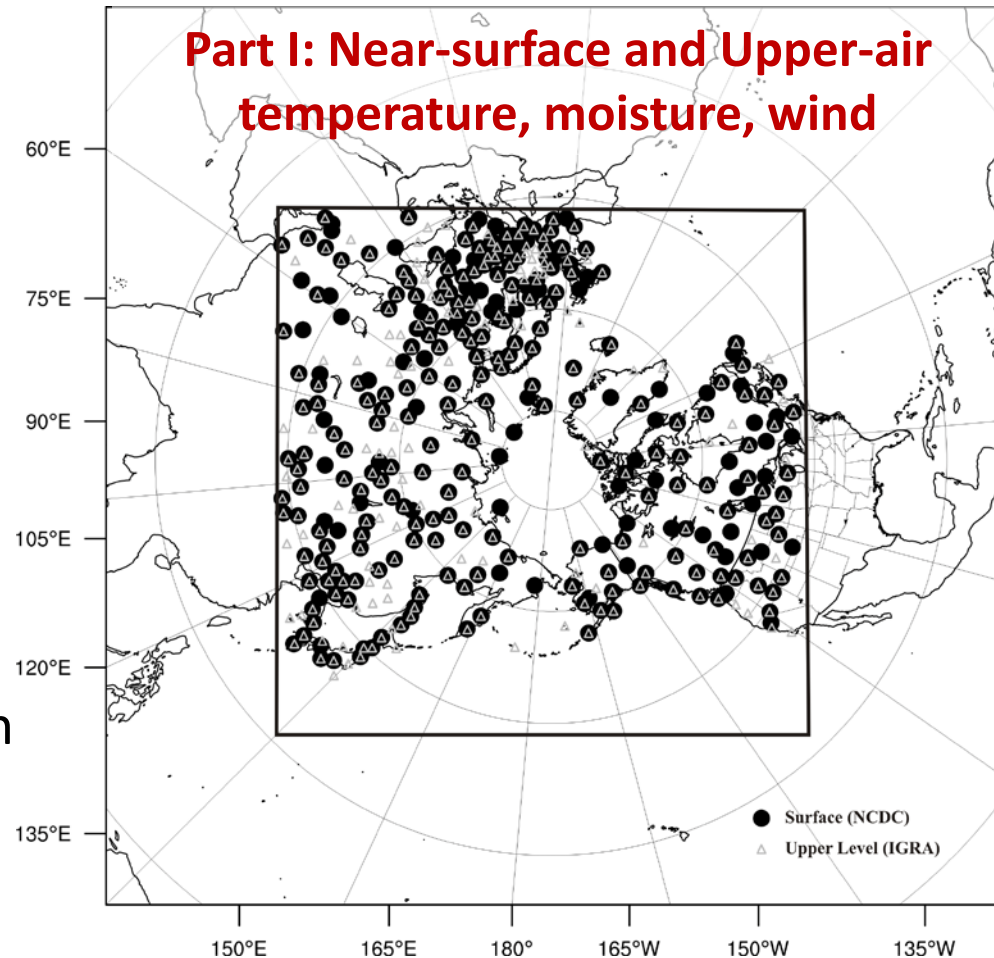 Part I: Near-surface and Upper-air
temperature, moisture, wind
60°E
75°E
90°E
105°E
120°E
135°E
Surface (NCDC)
Upper Level (IGRA)
150°E 165°E 180° 165°W 150°W 135°W